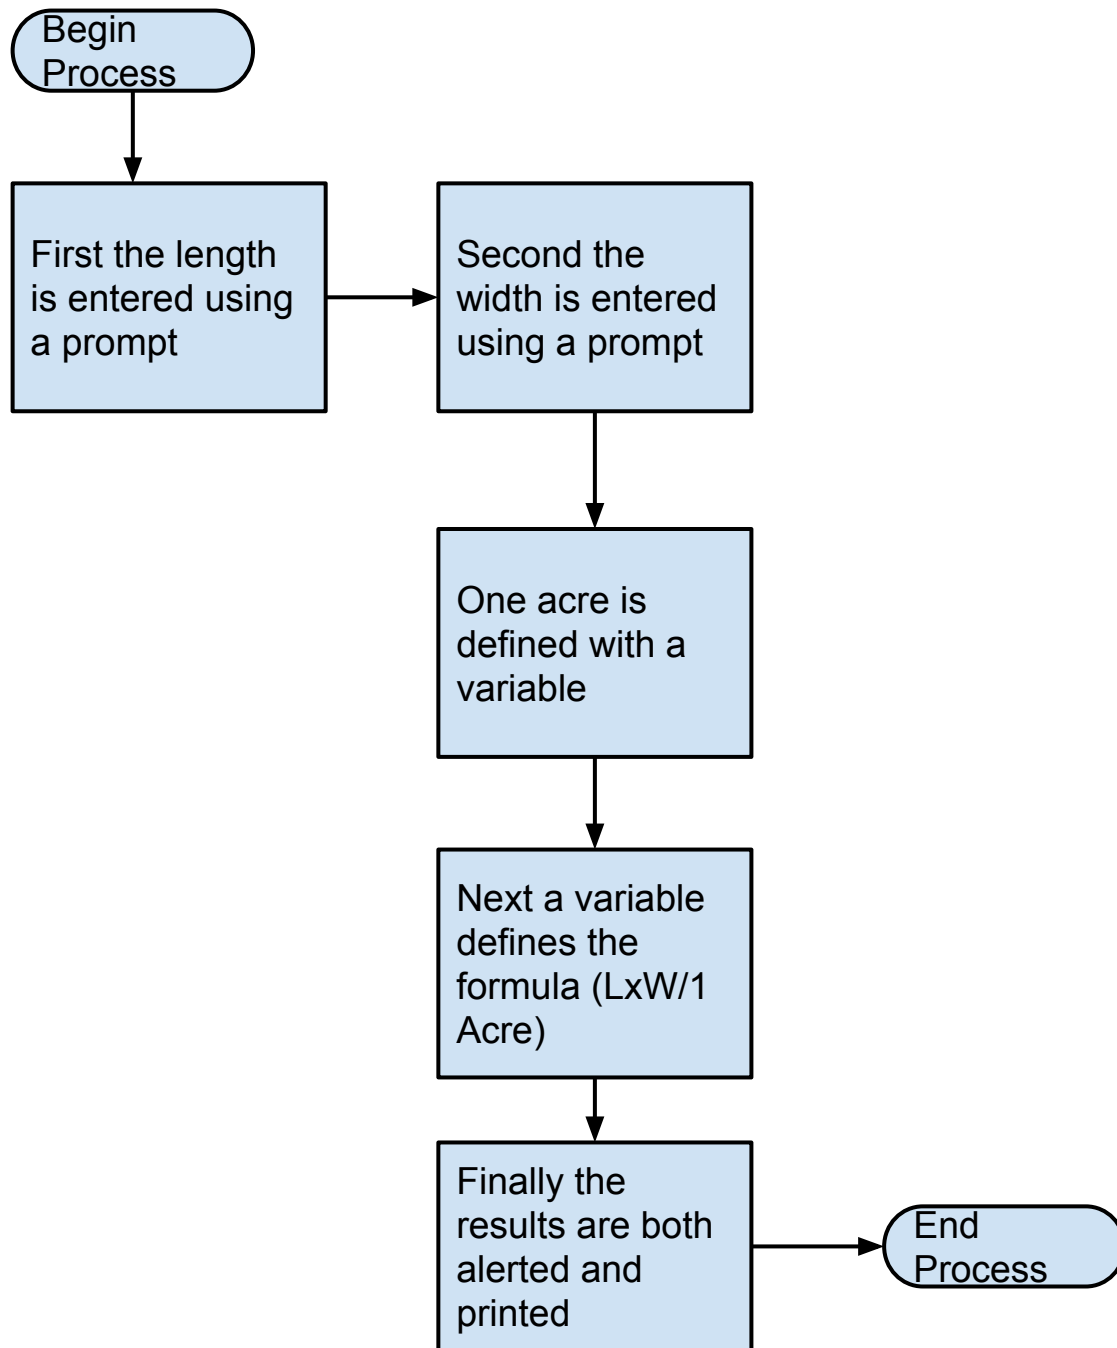 Begin
Process
First the length
is entered using
a prompt
Second the
width is entered
using a prompt
One acre is
defined with a
variable
Next a variable
defines the
formula (LxW/1
Acre)
Finally the
results are both
alerted and
printed
End
Process